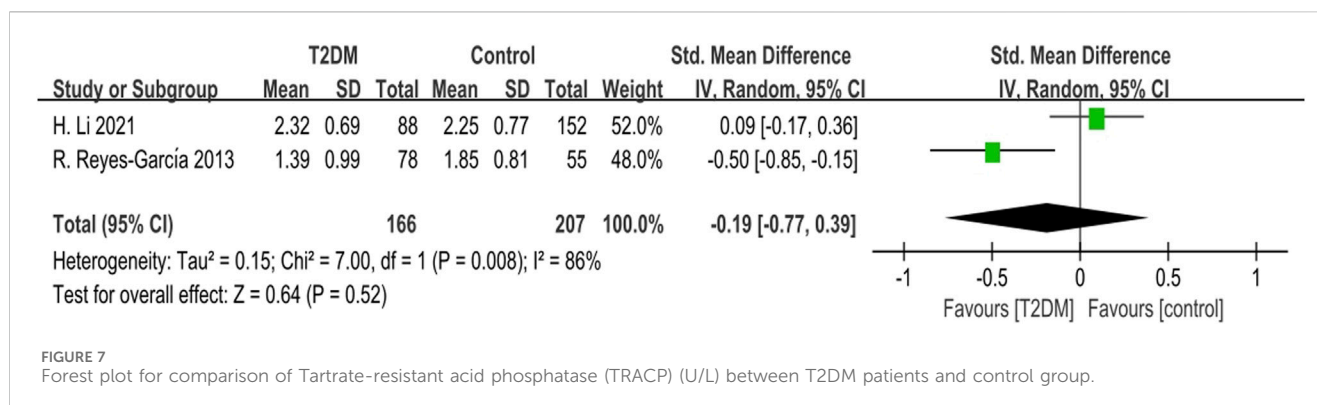 T2DM Control Std. Mean Difference Std. Mean Difference
Study or Subgroup Mean SD Total Mean SD Total Weight IV, Random, 95% CI IV, Random, 95% CI
H. Li 2021 2.32 0.69 88 2.25 0.77 152 52.0% 0.09 [-0.17, 0.36]
R. Reyes-García 2013 1.39 0.99 78 1.85 0.81 55 48.0% -0.50 [-0.85, -0.15]
Total (95% CI) 166 207 100.0% -0.19 [-0.77, 0.39]
Heterogeneity: Tau² = 0.15; Chi² = 7.00, df = 1 (P = 0.008); I² = 86%
Test for overall effect: Z = 0.64 (P = 0.52)
-1 -0.5 0 0.5 1
Favours [T2DM] Favours [control]
FIGURE 7
Forest plot for comparison of Tartrate-resistant acid phosphatase (TRACP) (U/L) between T2DM patients and control group.